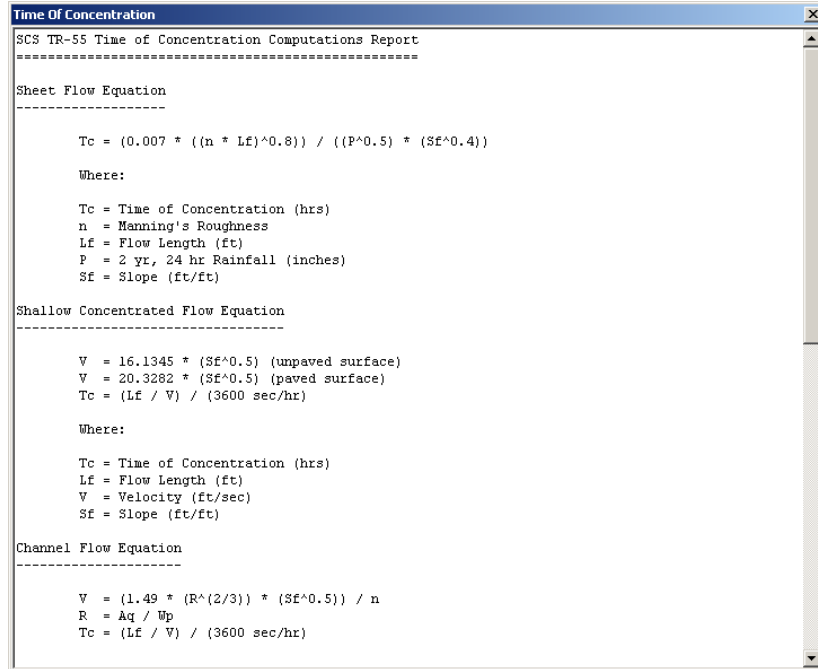 Time Of Concentration
SCS TR-55 Time of Concentration Computations Report
====================================================
Sheet Flow Equation
-------------------
Tc = (0.007 * ((n * Lf)^0.8)) / ((P^0.5) * (Sf^0.4))
Where:
Tc = Time of Concentration (hrs)
n  = Manning's Roughness
Lf = Flow Length (ft)
P  = 2 yr, 24 hr Rainfall (inches)
Sf = Slope (ft/ft)
Shallow Concentrated Flow Equation
----------------------------------
V  = 16.1345 * (Sf^0.5) (unpaved surface)
V  = 20.3282 * (Sf^0.5) (paved surface)
Tc = (Lf / V) / (3600 sec/hr)
Where:
Tc = Time of Concentration (hrs)
Lf = Flow Length (ft)
V  = Velocity (ft/sec)
Sf = Slope (ft/ft)
Channel Flow Equation
---------------------
V  = (1.49 * (R^(2/3)) * (Sf^0.5)) / n
R  = Aq / Wp
Tc = (Lf / V) / (3600 sec/hr)